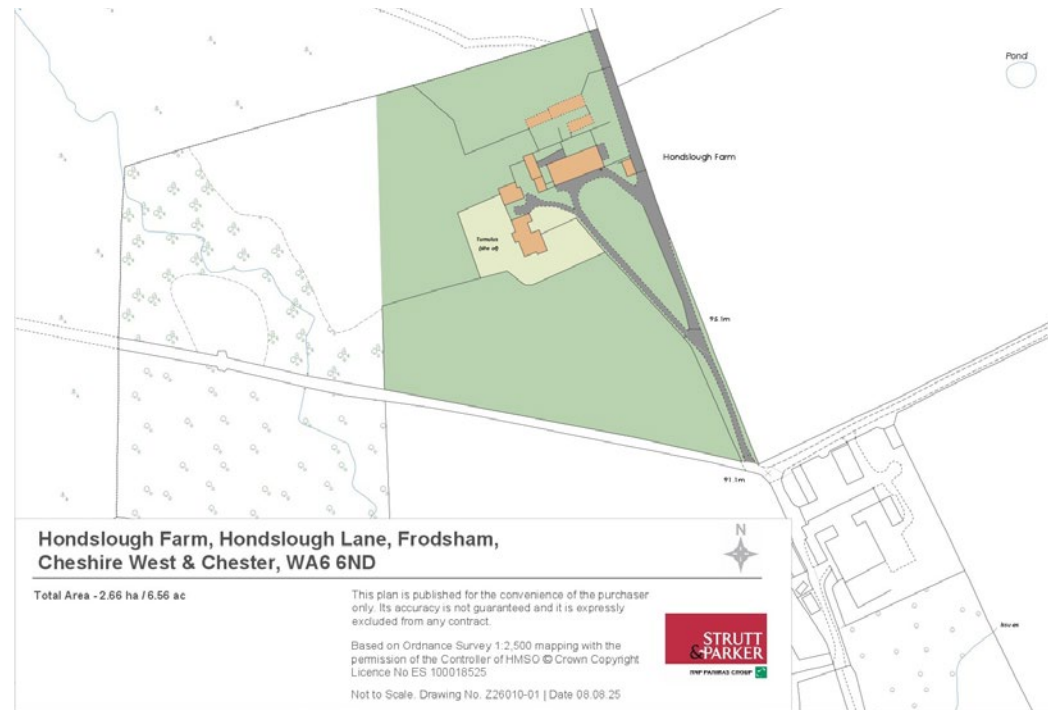 Pond
Hondslough Farm
Tumulus
(site of)
95.1m
91.1m
Hondslough Farm, Hondslough Lane, Frodsham,
Cheshire West & Chester, WA6 6ND
N
Total Area - 2.66 ha / 6.56 ac
This plan is published for the convenience of the purchaser
only. Its accuracy is not guaranteed and it is expressly
excluded from any contract.
Based on Ordnance Survey 1:2,500 mapping with the
permission of the Controller of HMSO © Crown Copyright
Licence No ES 100018525
Not to Scale. Drawing No. Z26010-01 | Date 08.08.25
STRUTT
&PARKER
BNP PARIBAS GROUP